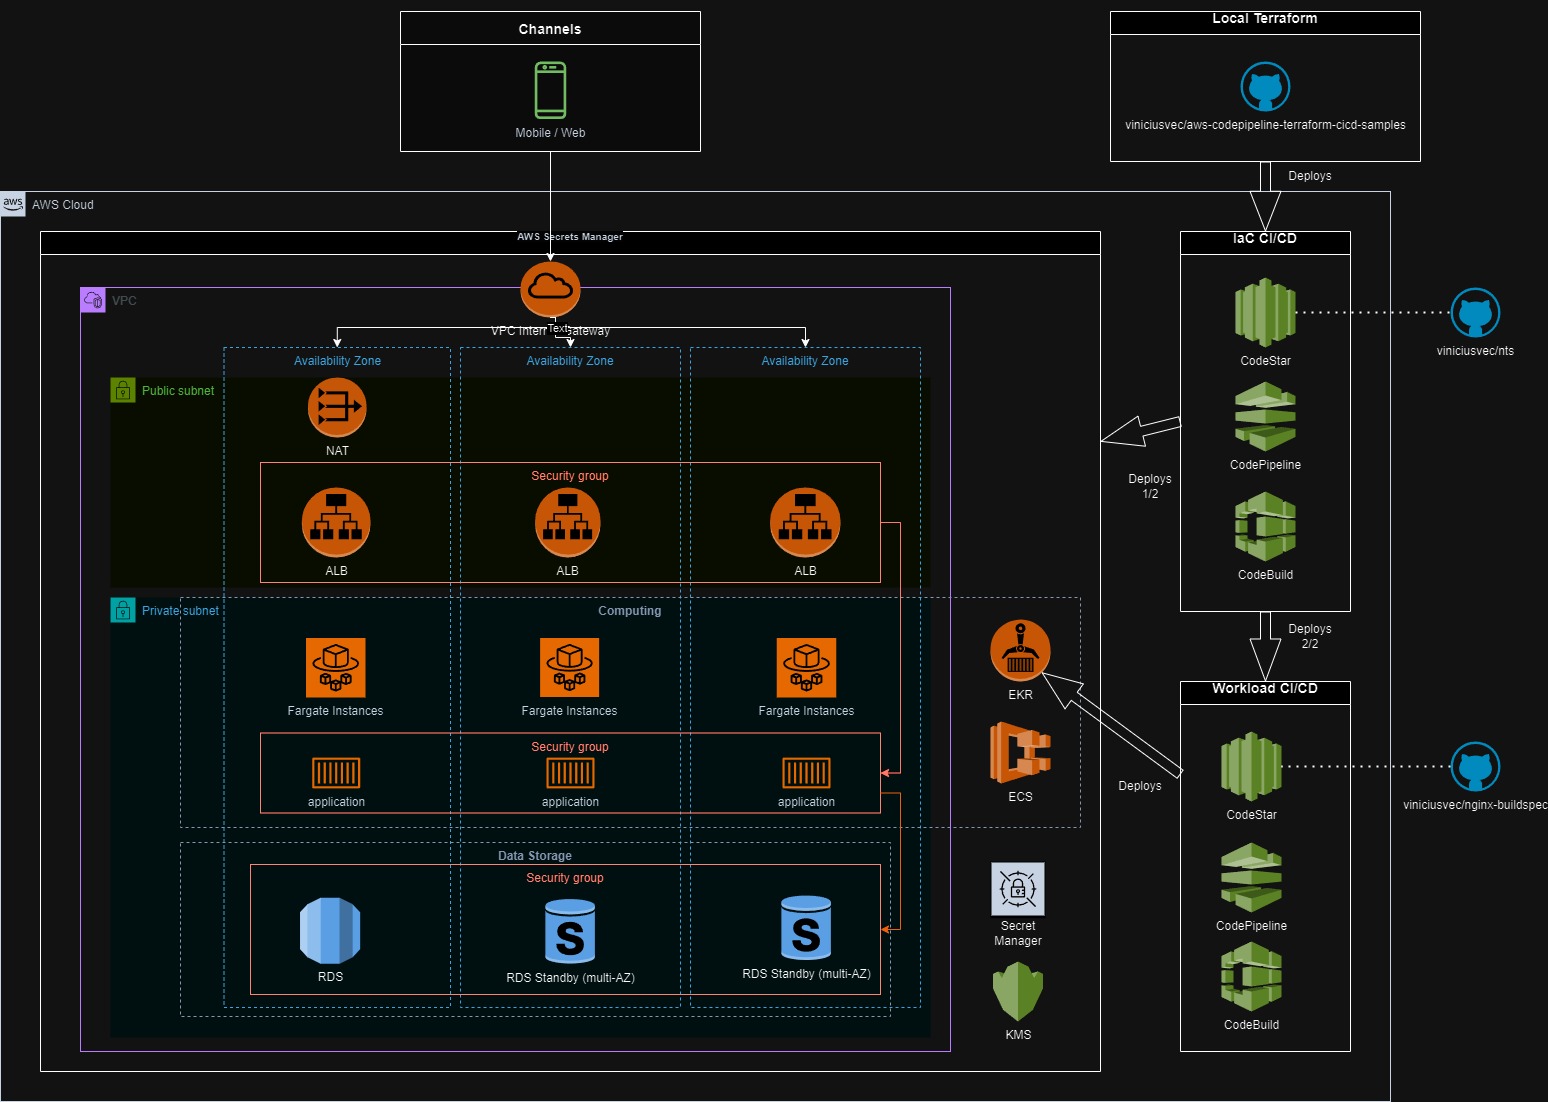 Channels
Mobile / Web
Local Terraform
viniciusvec/aws-codepipeline-terraform-cicd-samples
Deploys
aws
AWS Cloud
AWS Secrets Manager
IaC CI/CD
VPC
VPC Internet Gateway
Text
CodeStar
viniciusvec/nts
Availability Zone
Availability Zone
Availability Zone
Public subnet
NAT
CodePipeline
Security group
Deploys
1/2
ALB
ALB
ALB
CodeBuild
Private subnet
Computing
Deploys
2/2
EKR
Fargate Instances
Fargate Instances
Fargate Instances
Workload CI/CD
Security group
application
application
application
ECS
Deploys
CodeStar
viniciusvec/nginx-buildspec
Data Storage
Security group
S
S
RDS
RDS Standby (multi-AZ)
RDS Standby (multi-AZ)
Secret
Manager
CodePipeline
KMS
CodeBuild